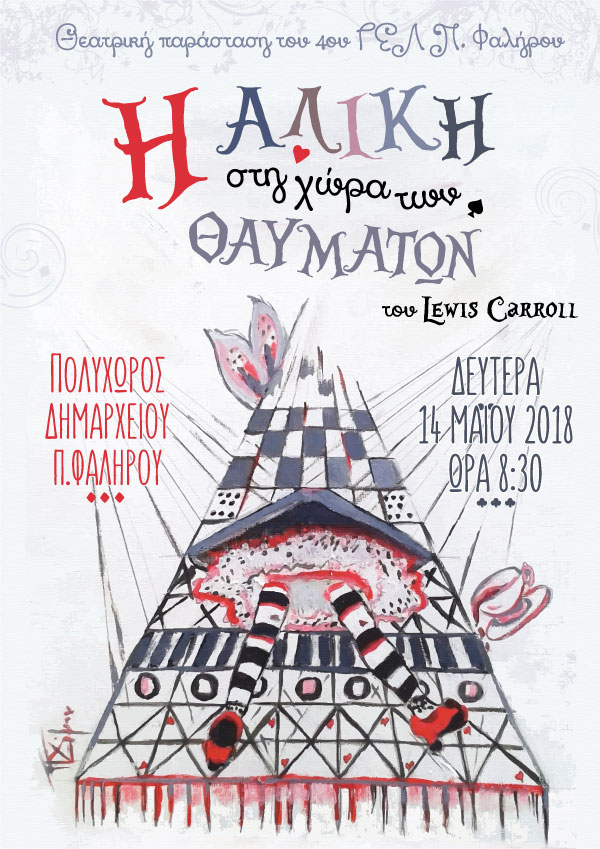 Θεατρική παράσταση του 4ου ΓΕΛ Π. Φαλήρου
Η ΑΛΙΚΗ
στη χώρα των
ΘΑΥΜΑΤΩΝ
του Lewis Carroll
ΠΟΛΥΧΩΡΟΣ
ΔΗΜΑΡΧΕΙΟΥ
Π.ΦΑΛΗΡΟΥ
ΔΕΥΤΕΡΑ
14 ΜΑΪΟΥ 2018
ΩΡΑ 8:30